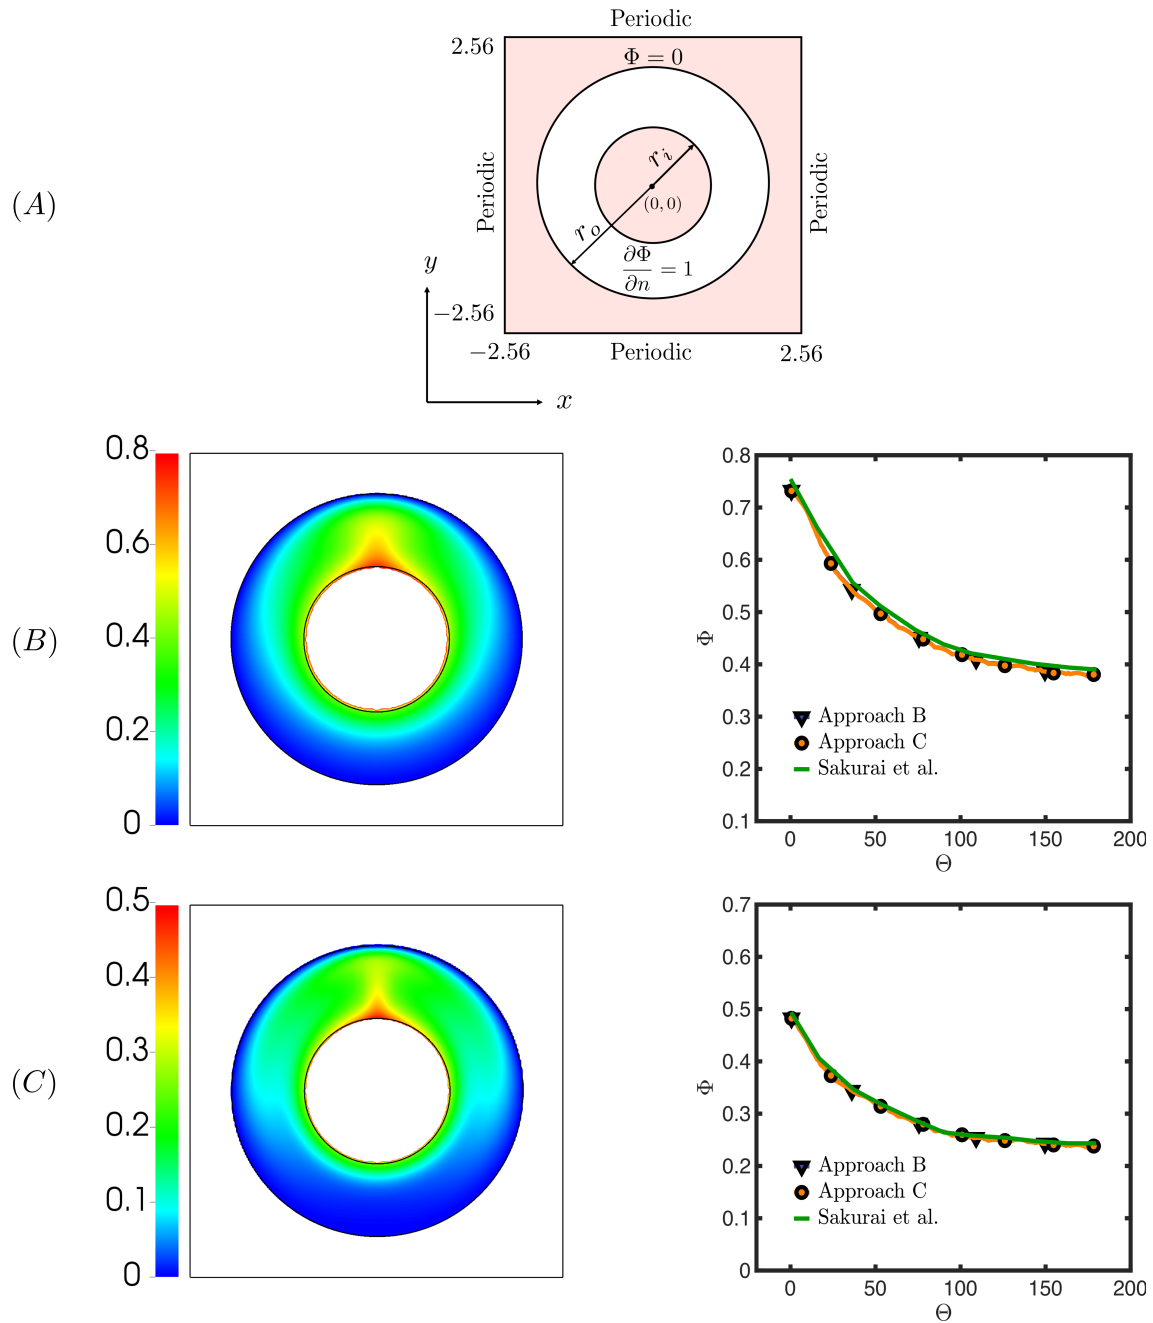 (A)
Periodic
2.56
Φ = 0
Periodic
Periodic
r_i
(0, 0)
r_o
∂Φ/∂n = 1
y
−2.56
−2.56
Periodic
2.56
x
(B)
0.8
0.6
0.4
0.2
0
0.8
0.7
0.6
0.5
0.4
0.3
0.2
0.1
Φ
Approach B
Approach C
Sakurai et al.
0 50 100 150 200
Θ
(C)
0.5
0.4
0.3
0.2
0.1
0
0.7
0.6
0.5
0.4
0.3
0.2
0.1
0
Φ
Approach B
Approach C
Sakurai et al.
0 50 100 150 200
Θ